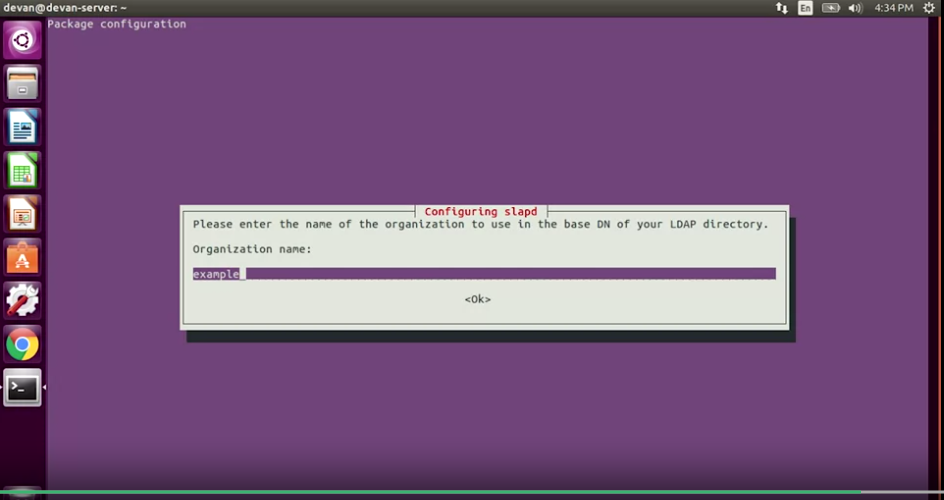 devan@devan-server: ~
En
4:34 PM
Package configuration
Configuring slapd
Please enter the name of the organization to use in the base DN of your LDAP directory.
Organization name:
example
<Ok>